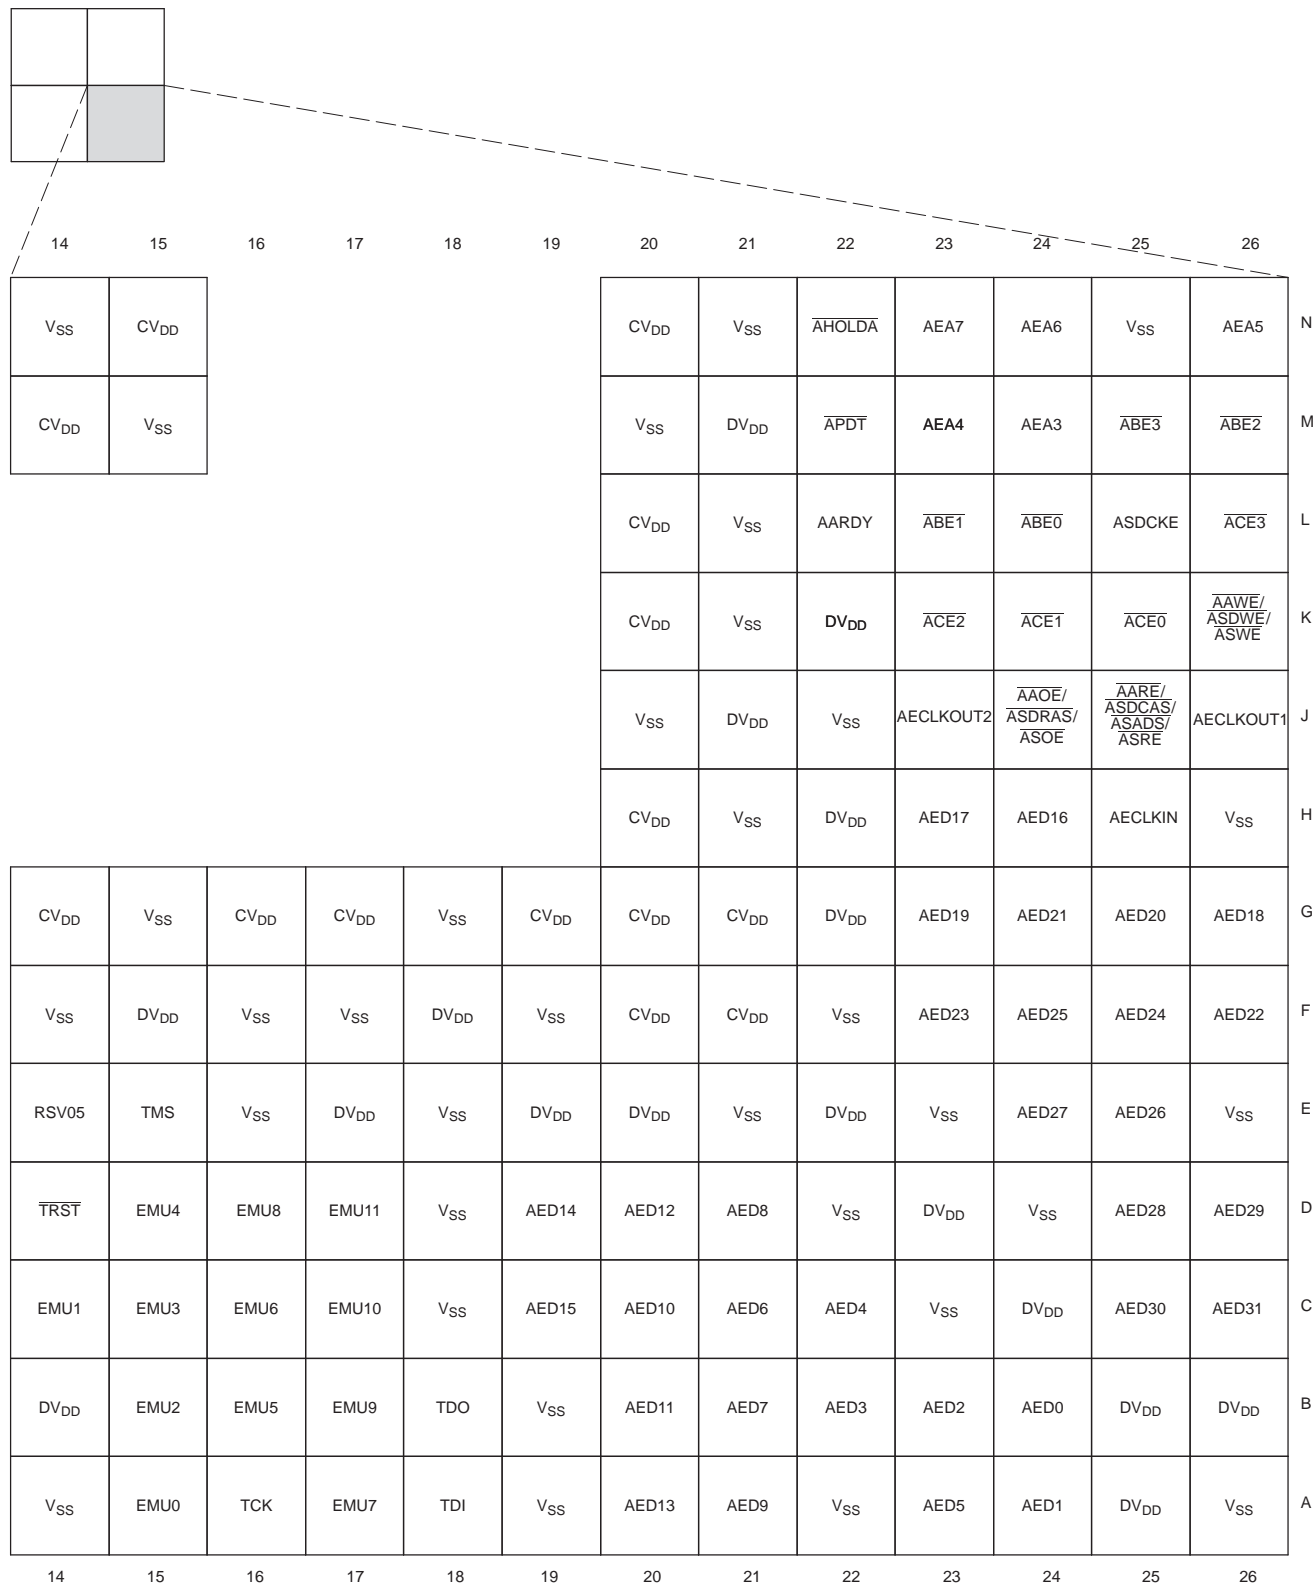 14 15 16 17 18 19 20 21 22 23 24 25 26
VSS CVDD CVDD VSS AHOLDA AEA7 AEA6 VSS AEA5 N
CVDD VSS VSS DVDD APDT AEA4 AEA3 ABE3 ABE2 M
CVDD VSS AARDY ABE1 ABE0 ASDCKE ACE3 L
CVDD VSS DVDD ACE2 ACE1 ACE0 AAWE/ ASDWE/ ASWE K
VSS DVDD VSS AECLKOUT2 AAOE/ ASDRAS/ ASOE AARE/ ASDCAS/ ASADS/ ASRE AECLKOUT1 J
CVDD VSS DVDD AED17 AED16 AECLKIN VSS H
CVDD VSS CVDD CVDD VSS CVDD CVDD CVDD DVDD AED19 AED21 AED20 AED18 G
VSS DVDD VSS VSS DVDD VSS CVDD CVDD VSS AED23 AED25 AED24 AED22 F
RSV05 TMS VSS DVDD VSS DVDD DVDD VSS DVDD VSS AED27 AED26 VSS E
TRST EMU4 EMU8 EMU11 VSS AED14 AED12 AED8 VSS DVDD VSS AED28 AED29 D
EMU1 EMU3 EMU6 EMU10 VSS AED15 AED10 AED6 AED4 VSS DVDD AED30 AED31 C
DVDD EMU2 EMU5 EMU9 TDO VSS AED11 AED7 AED3 AED2 AED0 DVDD DVDD B
VSS EMU0 TCK EMU7 TDI VSS AED13 AED9 VSS AED5 AED1 DVDD VSS A
14 15 16 17 18 19 20 21 22 23 24 25 26